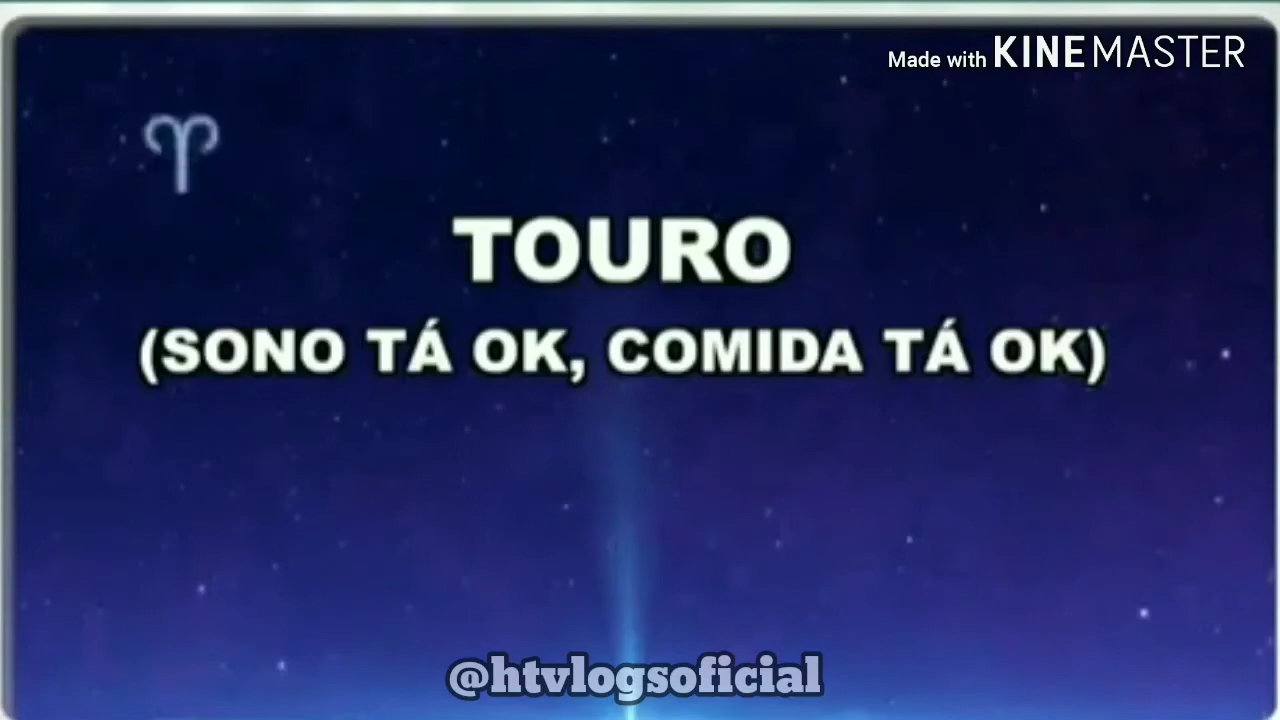 Made with KINEMASTER
TOURO
(SONO TÁ OK, COMIDA TÁ OK)
@htvlogsoficial